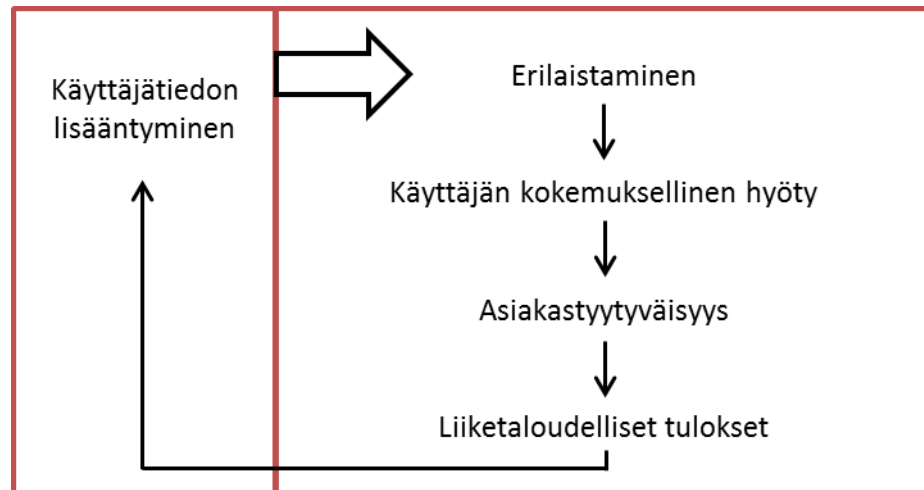 Käyttäjätiedon
lisääntyminen
Erilaistaminen
Käyttäjän kokemuksellinen hyöty
Asiakastyytyväisyys
Liiketaloudelliset tulokset